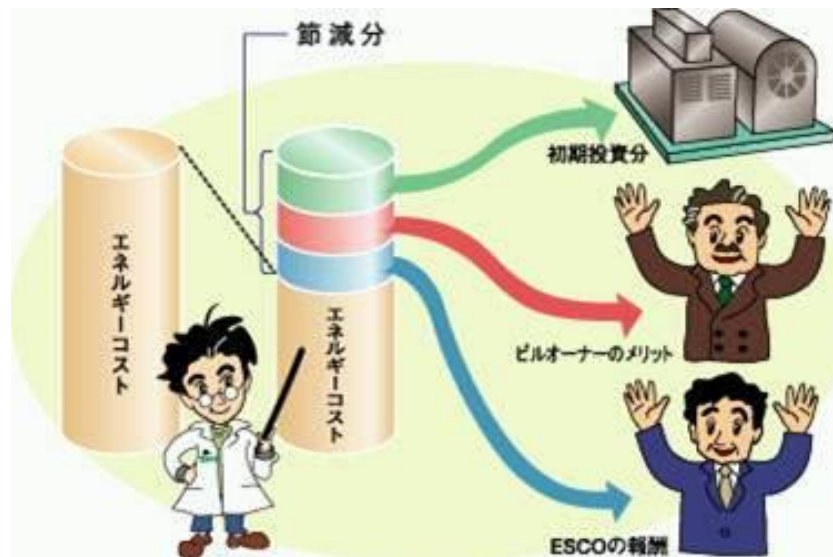 節減分
初期投資分
エネルギーコスト
エネルギーコスト
ビルオーナーのメリット
ESCOの報酬